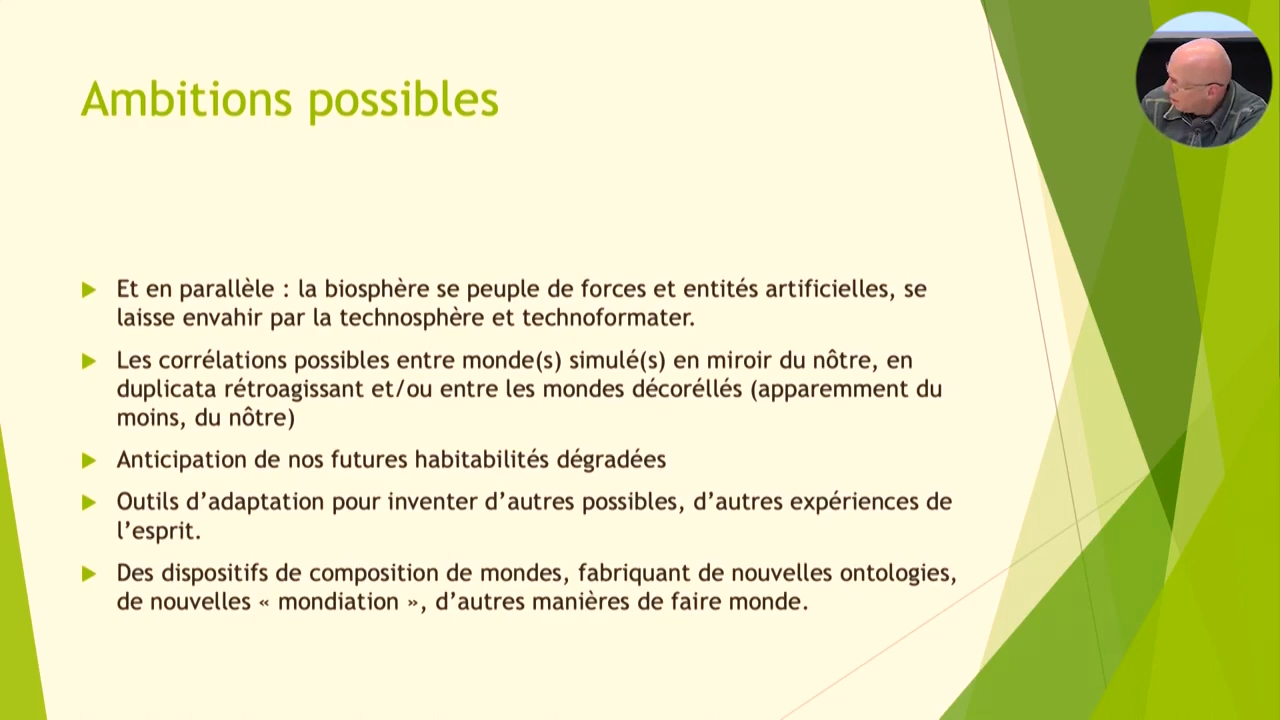 Ambitions possibles
Et en parallèle : la biosphère se peuple de forces et entités artificielles, se
laisse envahir par la technosphère et technoformater.
Les corrélations possibles entre monde(s) simulé(s) en miroir du nôtre, en
duplicata rétroagissant et/ou entre les mondes décoréllés (apparemment du
moins, du nôtre)
Anticipation de nos futures habitabilités dégradées
Outils d’adaptation pour inventer d’autres possibles, d’autres expériences de
l’esprit.
Des dispositifs de composition de mondes, fabriquant de nouvelles ontologies,
de nouvelles « mondiation », d’autres manières de faire monde.